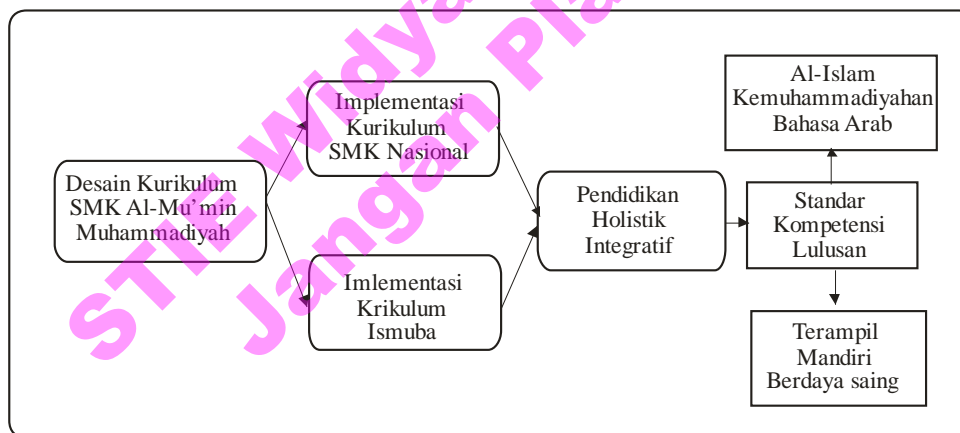 Desain Kurikulum
SMK Al-Mu’min
Muhammadiyah
Implementasi
Kurikulum
SMK Nasional
Imlementasi
Krikulum
Ismuba
Pendidikan
Holistik
Integratif
Al-Islam
Kemuhammadiyahan
Bahasa Arab
Standar
Kompetensi
Lulusan
Terampil
Mandiri
Berdaya saing
STIE Widya
Jangan